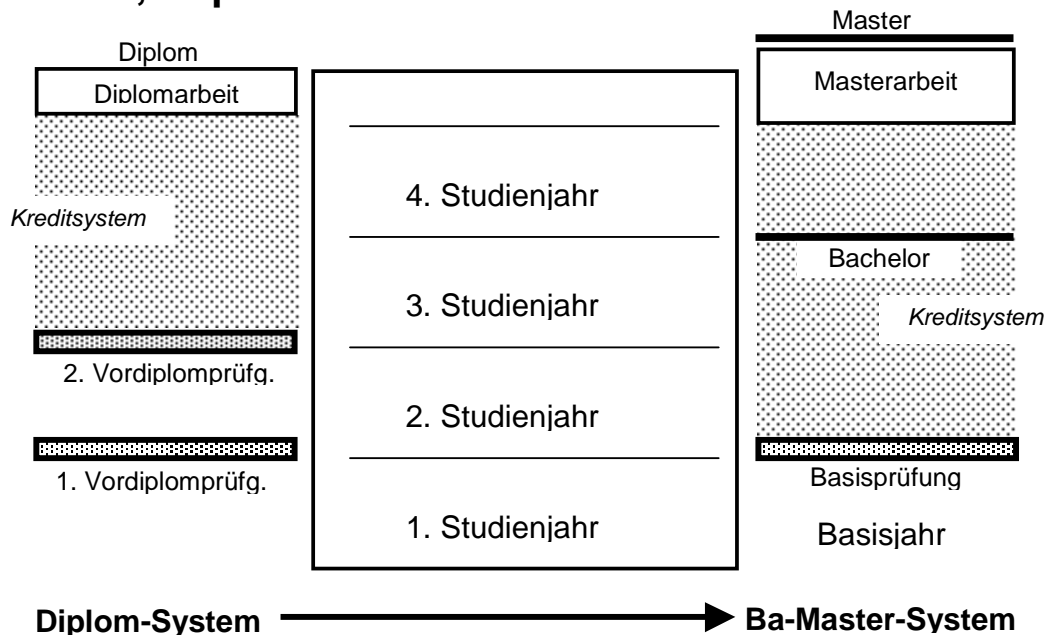 Diplom
Diplomarbeit
Kreditsystem
2. Vordiplomprüfg.
1. Vordiplomprüfg.
4. Studienjahr
3. Studienjahr
2. Studienjahr
1. Studienjahr
Master
Masterarbeit
Bachelor
Kreditsystem
Basisprüfung
Basisjahr
Diplom-System
Ba-Master-System